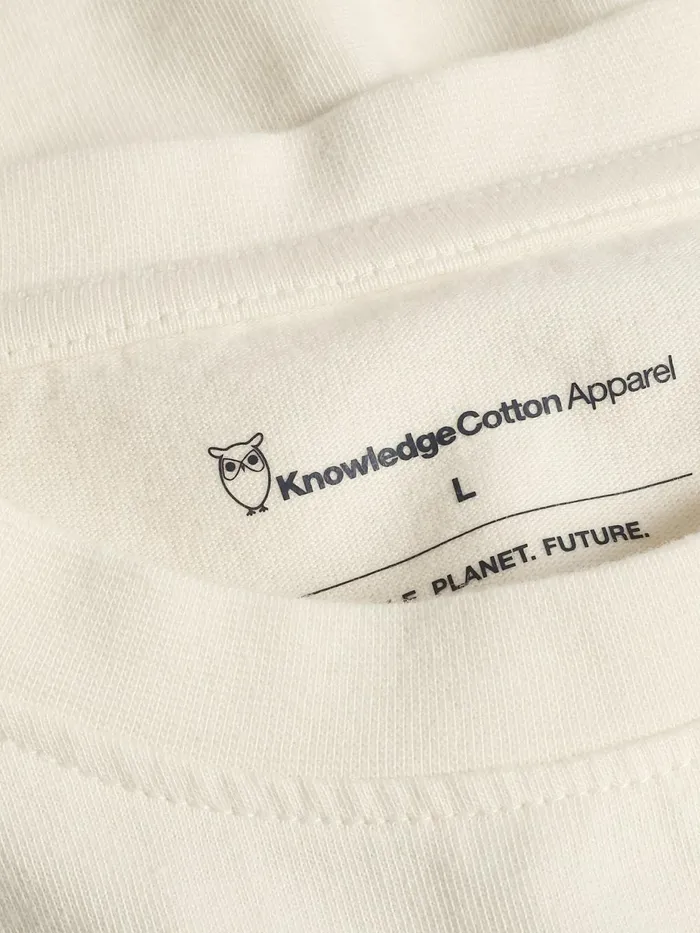 KnowledgeCotton Apparel
L
PLANET. FUTURE.